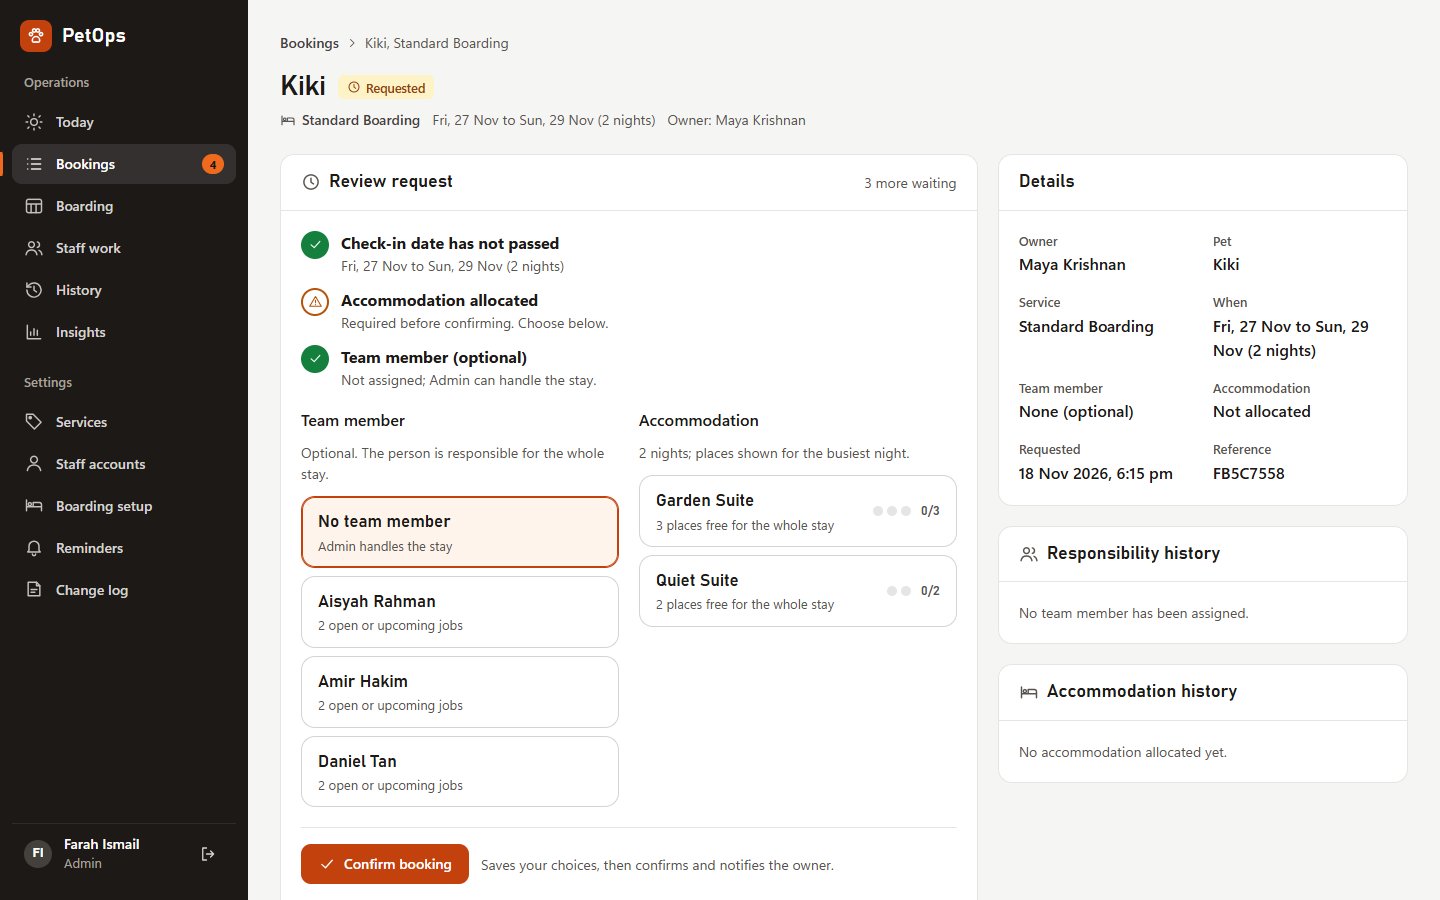 PetOps
Operations
Today
Bookings 4
Boarding
Staff work
History
Insights
Settings
Services
Staff accounts
Boarding setup
Reminders
Change log
FI
Farah Ismail
Admin
Bookings > Kiki, Standard Boarding
Kiki Requested
Standard Boarding Fri, 27 Nov to Sun, 29 Nov (2 nights) Owner: Maya Krishnan
Review request 3 more waiting
Check-in date has not passed
Fri, 27 Nov to Sun, 29 Nov (2 nights)
Accommodation allocated
Required before confirming. Choose below.
Team member (optional)
Not assigned; Admin can handle the stay.
Team member
Optional. The person is responsible for the whole
stay.
No team member
Admin handles the stay
Aisyah Rahman
2 open or upcoming jobs
Amir Hakim
2 open or upcoming jobs
Daniel Tan
2 open or upcoming jobs
Accommodation
2 nights; places shown for the busiest night.
Garden Suite
3 places free for the whole stay
0/3
Quiet Suite
2 places free for the whole stay
0/2
Confirm booking Saves your choices, then confirms and notifies the owner.
Details
Owner
Maya Krishnan
Pet
Kiki
Service
Standard Boarding
When
Fri, 27 Nov to Sun, 29
Nov (2 nights)
Team member
None (optional)
Accommodation
Not allocated
Requested
18 Nov 2026, 6:15 pm
Reference
FB5C7558
Responsibility history
No team member has been assigned.
Accommodation history
No accommodation allocated yet.